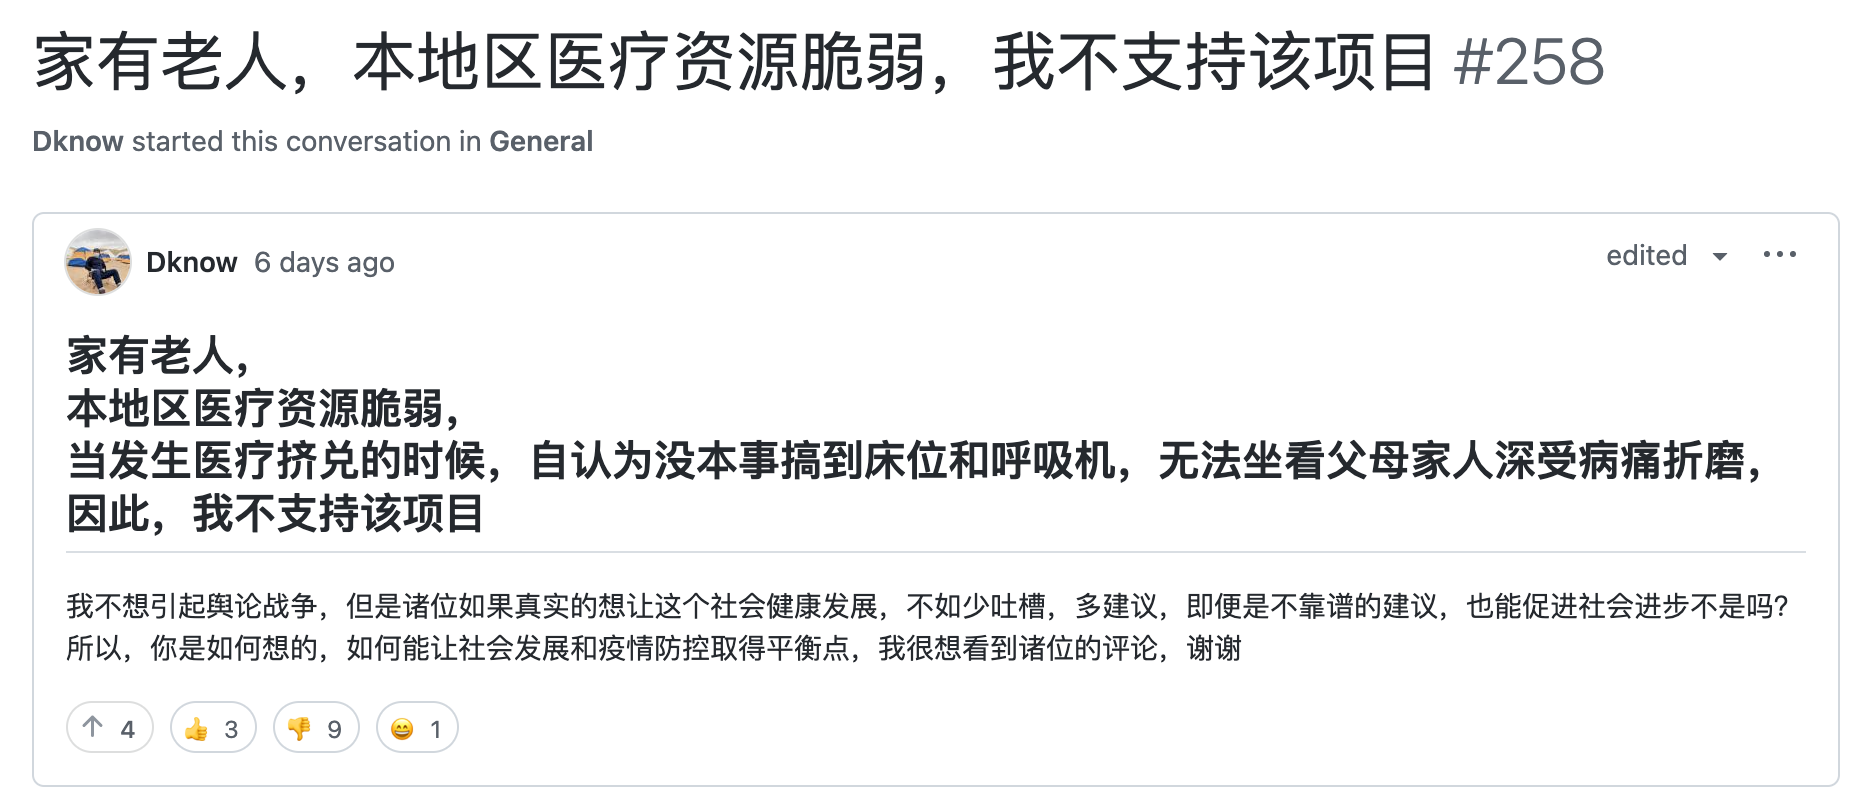 家有老人，本地区医疗资源脆弱，我不支持该项目 #258
Dknow started this conversation in General
Dknow 6 days ago
edited
家有老人，
本地区医疗资源脆弱，
当发生医疗挤兑的时候，自认为没本事搞到床位和呼吸机，无法坐看父母家人深受病痛折磨，
因此，我不支持该项目
我不想引起舆论战争，但是诸位如果真实的想让这个社会健康发展，不如少吐槽，多建议，即便是不靠谱的建议，也能促进社会进步不是吗？
所以，你是如何想的，如何能让社会发展和疫情防控取得平衡点，我很想看到诸位的评论，谢谢
↑ 4 👍 3 👎 9 😄 1